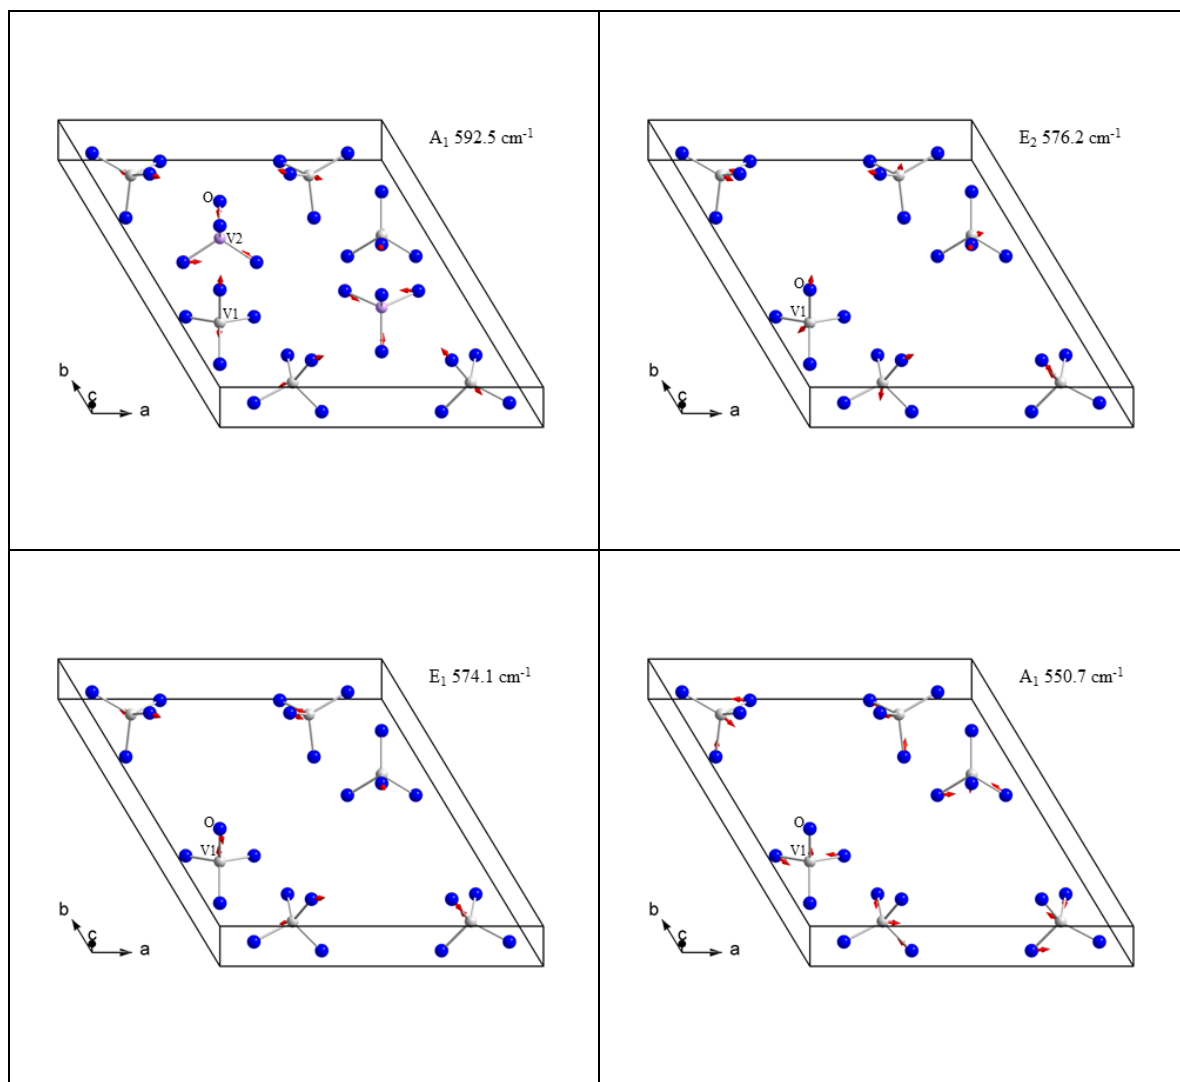 A₁ 592.5 cm⁻¹
O
V2
V1
b
c
a
E₂ 576.2 cm⁻¹
O
V1
b
c
a
E₁ 574.1 cm⁻¹
O
V1
b
c
a
A₁ 550.7 cm⁻¹
O
V1
b
c
a